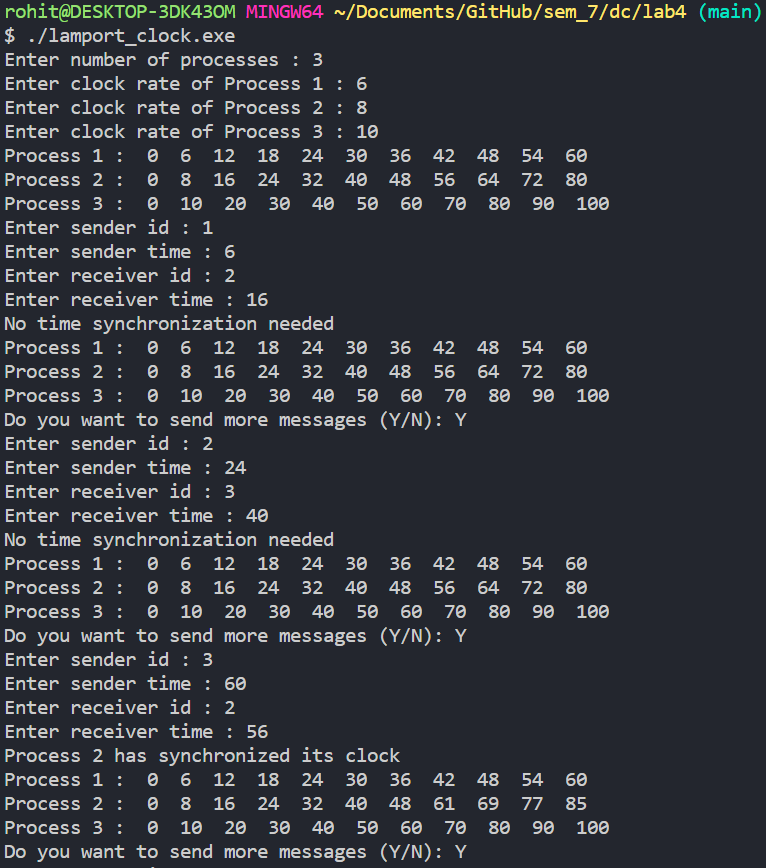 rohit@DESKTOP-3DK43OM MINGW64 ~/Documents/GitHub/sem_7/dc/lab4 (main)
$ ./lamport_clock.exe
Enter number of processes : 3
Enter clock rate of Process 1 : 6
Enter clock rate of Process 2 : 8
Enter clock rate of Process 3 : 10
Process 1 :  0  6  12  18  24  30  36  42  48  54  60
Process 2 :  0  8  16  24  32  40  48  56  64  72  80
Process 3 :  0  10  20  30  40  50  60  70  80  90  100
Enter sender id : 1
Enter sender time : 6
Enter receiver id : 2
Enter receiver time : 16
No time synchronization needed
Process 1 :  0  6  12  18  24  30  36  42  48  54  60
Process 2 :  0  8  16  24  32  40  48  56  64  72  80
Process 3 :  0  10  20  30  40  50  60  70  80  90  100
Do you want to send more messages (Y/N): Y
Enter sender id : 2
Enter sender time : 24
Enter receiver id : 3
Enter receiver time : 40
No time synchronization needed
Process 1 :  0  6  12  18  24  30  36  42  48  54  60
Process 2 :  0  8  16  24  32  40  48  56  64  72  80
Process 3 :  0  10  20  30  40  50  60  70  80  90  100
Do you want to send more messages (Y/N): Y
Enter sender id : 3
Enter sender time : 60
Enter receiver id : 2
Enter receiver time : 56
Process 2 has synchronized its clock
Process 1 :  0  6  12  18  24  30  36  42  48  54  60
Process 2 :  0  8  16  24  32  40  48  61  69  77  85
Process 3 :  0  10  20  30  40  50  60  70  80  90  100
Do you want to send more messages (Y/N): Y